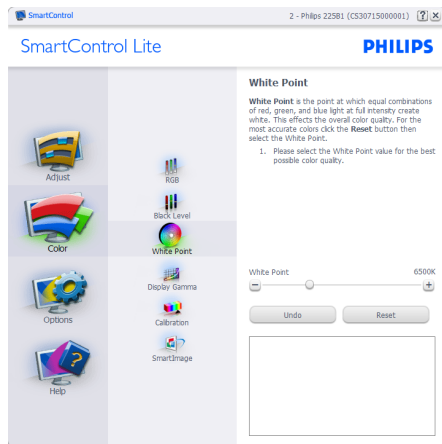 SmartControl
2 - Philips 225B1 (CS30715000001)
SmartControl Lite
PHILIPS
Adjust
Color
Options
Help
RGB
Black Level
White Point
Display Gamma
Calibration
SmartImage
White Point
White Point is the point at which equal combinations
of red, green, and blue light at full intensity create
white. This effects the overall color quality. For the
most accurate colors click the Reset button then
select the White Point.
1. Please select the White Point value for the best
possible color quality.
White Point 6500K
Undo Reset